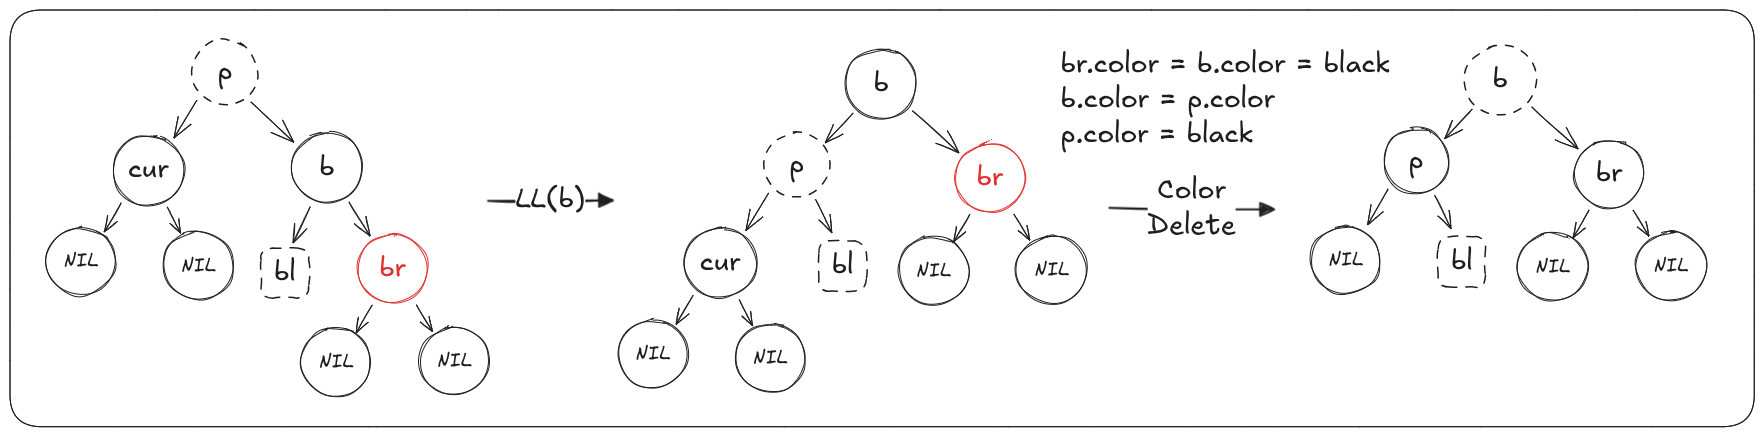 p
cur
b
NIL
NIL
bl
br
NIL
NIL
LL(b)
b
p
br
cur
bl
NIL
NIL
NIL
NIL
br.color = b.color = black
b.color = p.color
p.color = black
Color
Delete
b
p
br
NIL
bl
NIL
NIL